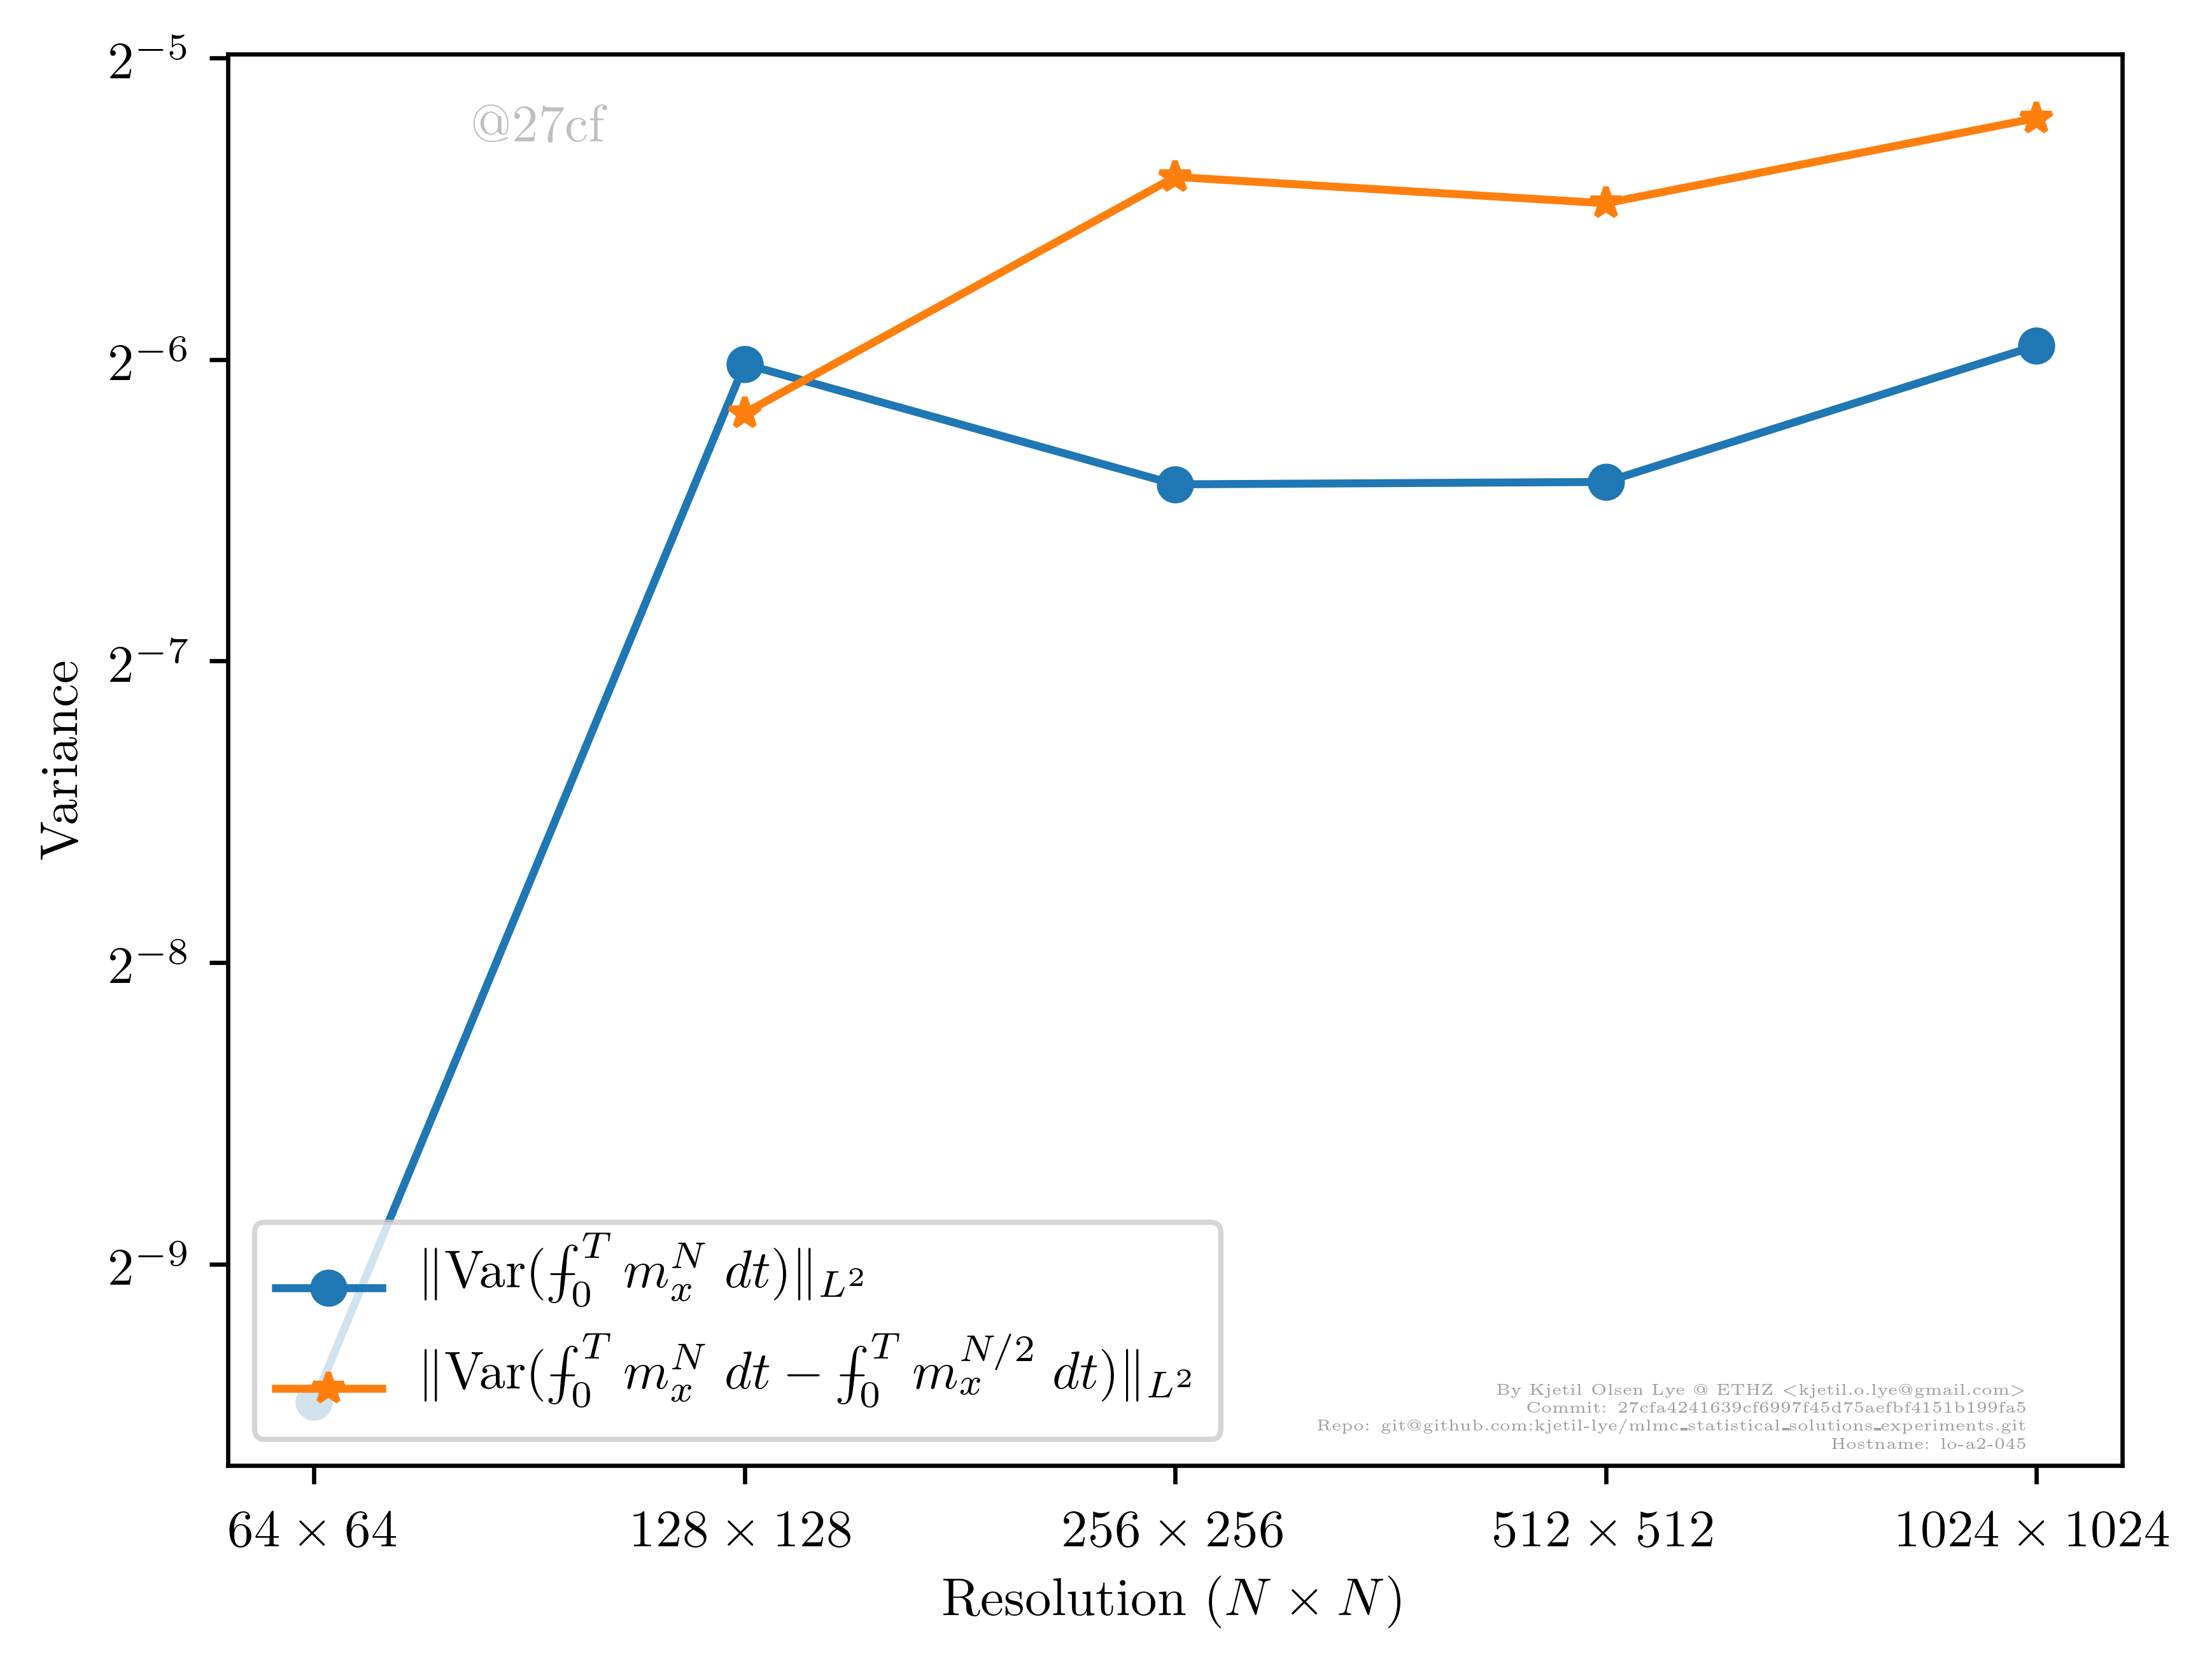 2^{-5}
@27cf
2^{-6}
2^{-7}
Variance
2^{-8}
2^{-9}
‖Var(⨍_0^T m_x^N dt)‖_{L^2}
‖Var(⨍_0^T m_x^N dt − ⨍_0^T m_x^{N/2} dt)‖_{L^2}
By Kjetil Olsen Lye @ ETHZ <kjetil.o.lye@gmail.com>
Commit: 27cfa4241639cf6997f45d75aefbf4151b199fa5
Repo: git@github.com:kjetil-lye/mlmc_statistical_solutions_experiments.git
Hostname: lo-a2-045
64 × 64 128 × 128 256 × 256 512 × 512 1024 × 1024
Resolution (N × N)